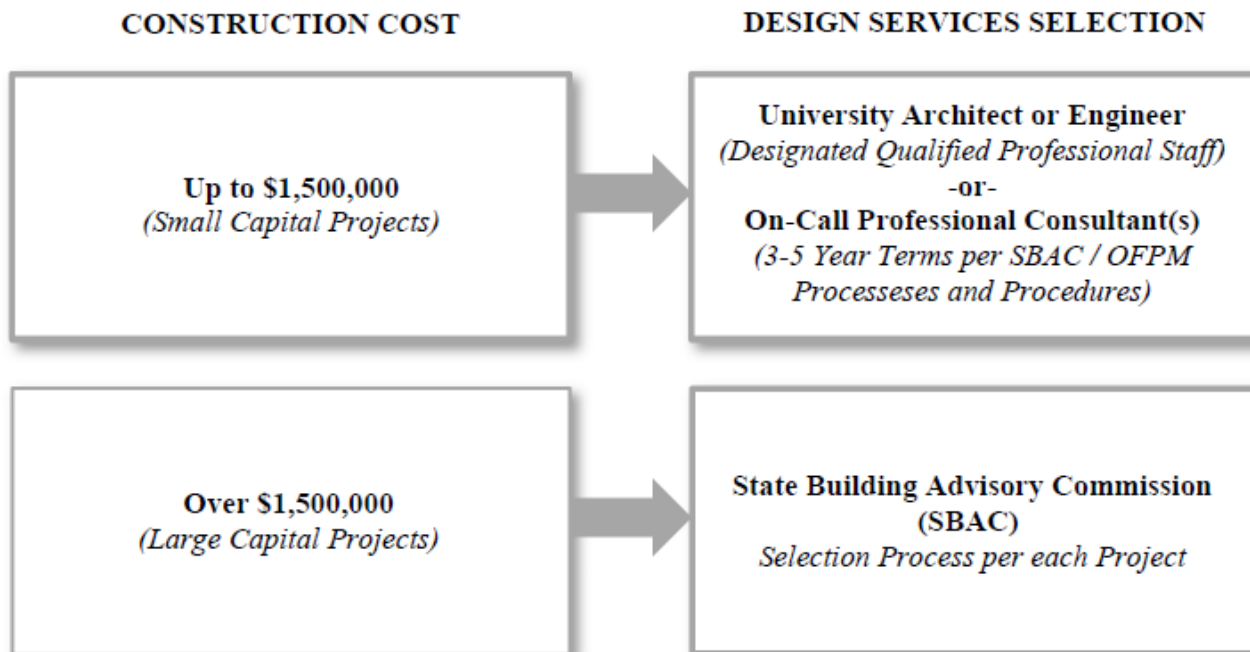 CONSTRUCTION COST
DESIGN SERVICES SELECTION
Up to $1,500,000
(Small Capital Projects)
University Architect or Engineer
(Designated Qualified Professional Staff)
-or-
On-Call Professional Consultant(s)
(3-5 Year Terms per SBAC / OFPM
Processeses and Procedures)
Over $1,500,000
(Large Capital Projects)
State Building Advisory Commission
(SBAC)
Selection Process per each Project